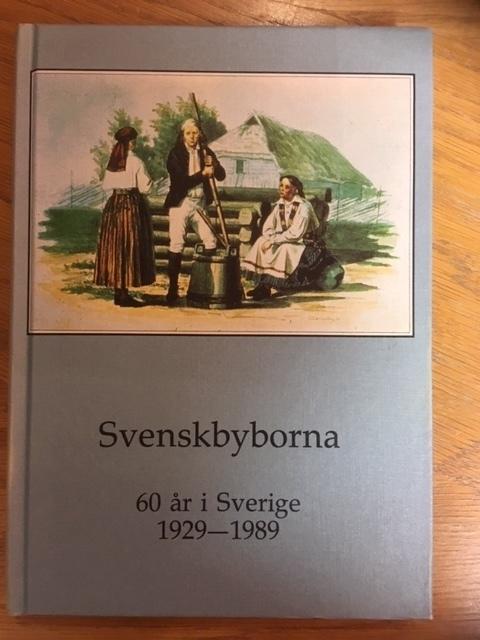 Svenskbyborna
60 år i Sverige
1929—1989